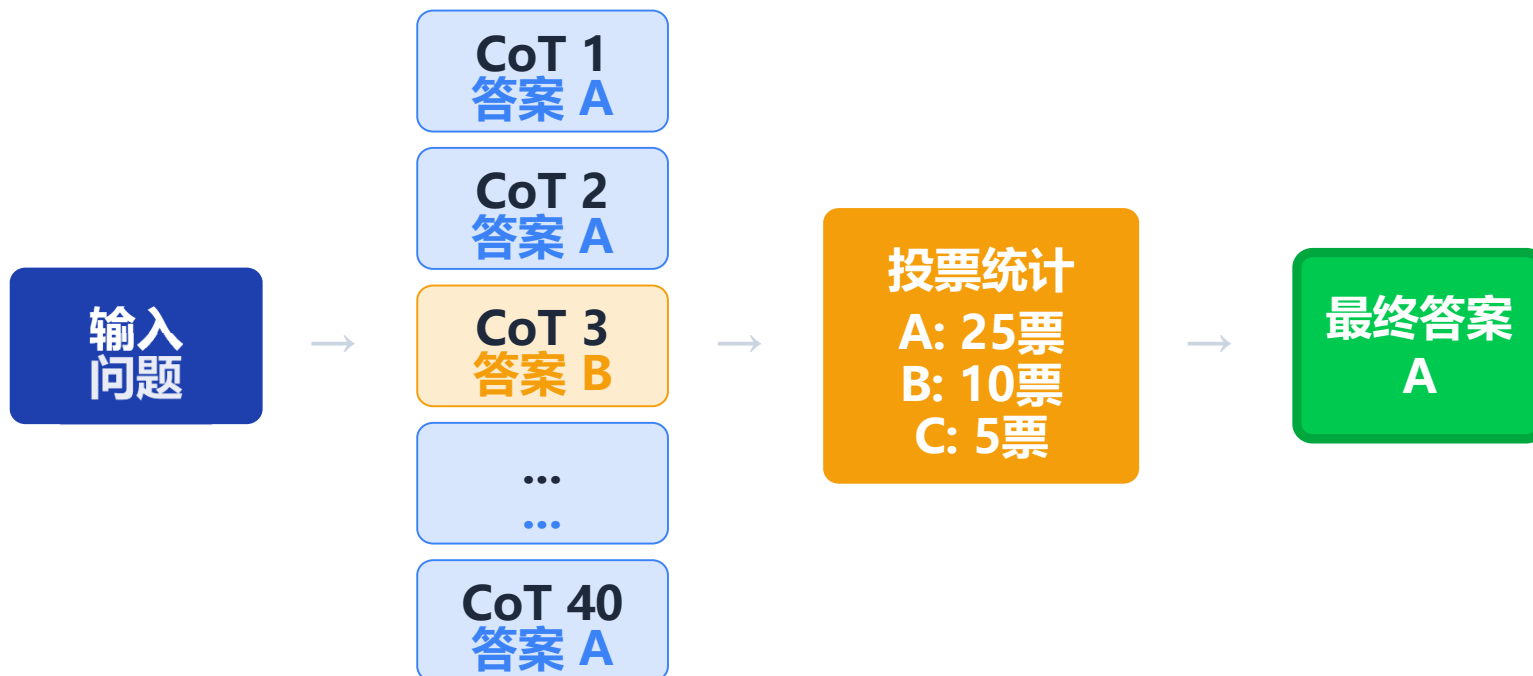 输入
问题
→
CoT 1
答案 A
CoT 2
答案 A
CoT 3
答案 B
...
...
CoT 40
答案 A
→
投票统计
A: 25票
B: 10票
C: 5票
→
最终答案
A